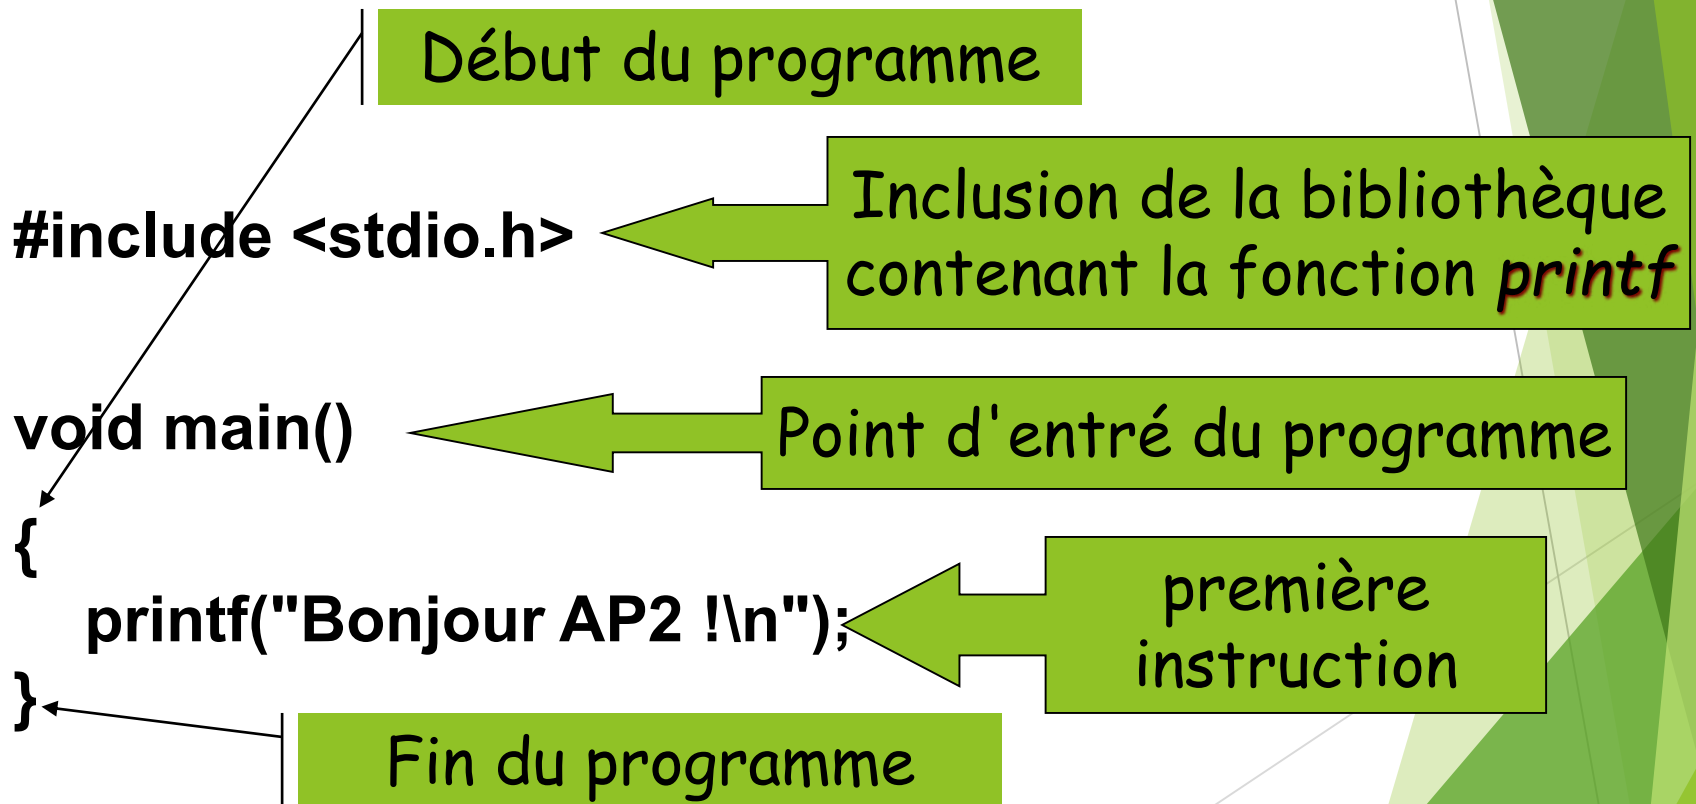 Début du programme
#include <stdio.h>
Inclusion de la bibliothèque
contenant la fonction printf
void main()
Point d'entré du programme
{
printf("Bonjour AP2 !\n");
première
instruction
}
Fin du programme